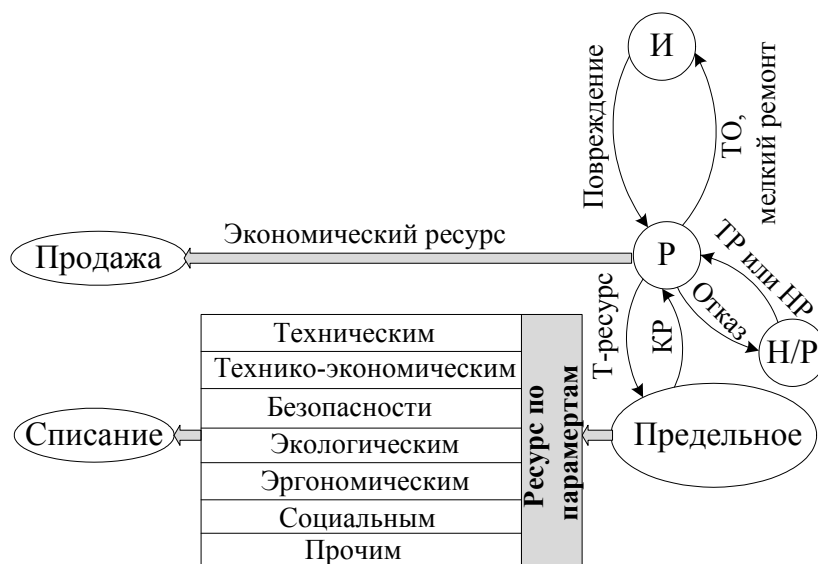 И
Повреждение
ТО,
мелкий ремонт
Экономический ресурс
Продажа
Р
ТР или НР
Отказ
Н/Р
Т-ресурс
КР
Техническим
Технико-экономическим
Безопасности
Экологическим
Эргономическим
Социальным
Прочим
Ресурс по
парамертам
Списание
Предельное